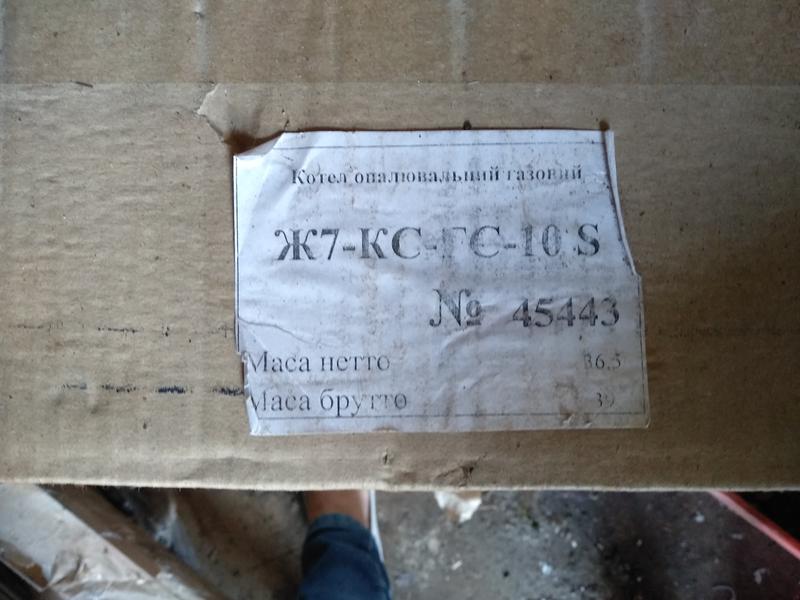 Котел опалювальний газовий
Ж7-КС-ГС-10 S
№ 45443
Маса нетто 36,5
Маса брутто 39